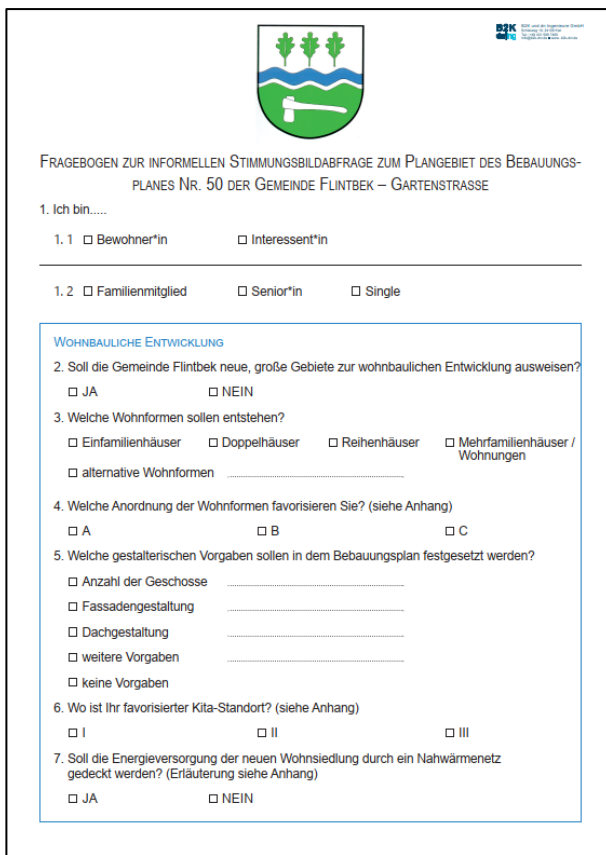 B2K
B2K und dn Ingenieure GmbH
FRAGEBOGEN ZUR INFORMELLEN STIMMUNGSBILDABFRAGE ZUM PLANGEBIET DES BEBAUUNGS-
PLANES NR. 50 DER GEMEINDE FLINTBEK – GARTENSTRASSE
1. Ich bin.....
1. 1 ☐ Bewohner*in ☐ Interessent*in
1. 2 ☐ Familienmitglied ☐ Senior*in ☐ Single
WOHNBAULICHE ENTWICKLUNG
2. Soll die Gemeinde Flintbek neue, große Gebiete zur wohnbaulichen Entwicklung ausweisen?
☐ JA ☐ NEIN
3. Welche Wohnformen sollen entstehen?
☐ Einfamilienhäuser ☐ Doppelhäuser ☐ Reihenhäuser ☐ Mehrfamilienhäuser /
Wohnungen
☐ alternative Wohnformen
4. Welche Anordnung der Wohnformen favorisieren Sie? (siehe Anhang)
☐ A ☐ B ☐ C
5. Welche gestalterischen Vorgaben sollen in dem Bebauungsplan festgesetzt werden?
☐ Anzahl der Geschosse
☐ Fassadengestaltung
☐ Dachgestaltung
☐ weitere Vorgaben
☐ keine Vorgaben
6. Wo ist Ihr favorisierter Kita-Standort? (siehe Anhang)
☐ I ☐ II ☐ III
7. Soll die Energieversorgung der neuen Wohnsiedlung durch ein Nahwärmenetz
gedeckt werden? (Erläuterung siehe Anhang)
☐ JA ☐ NEIN